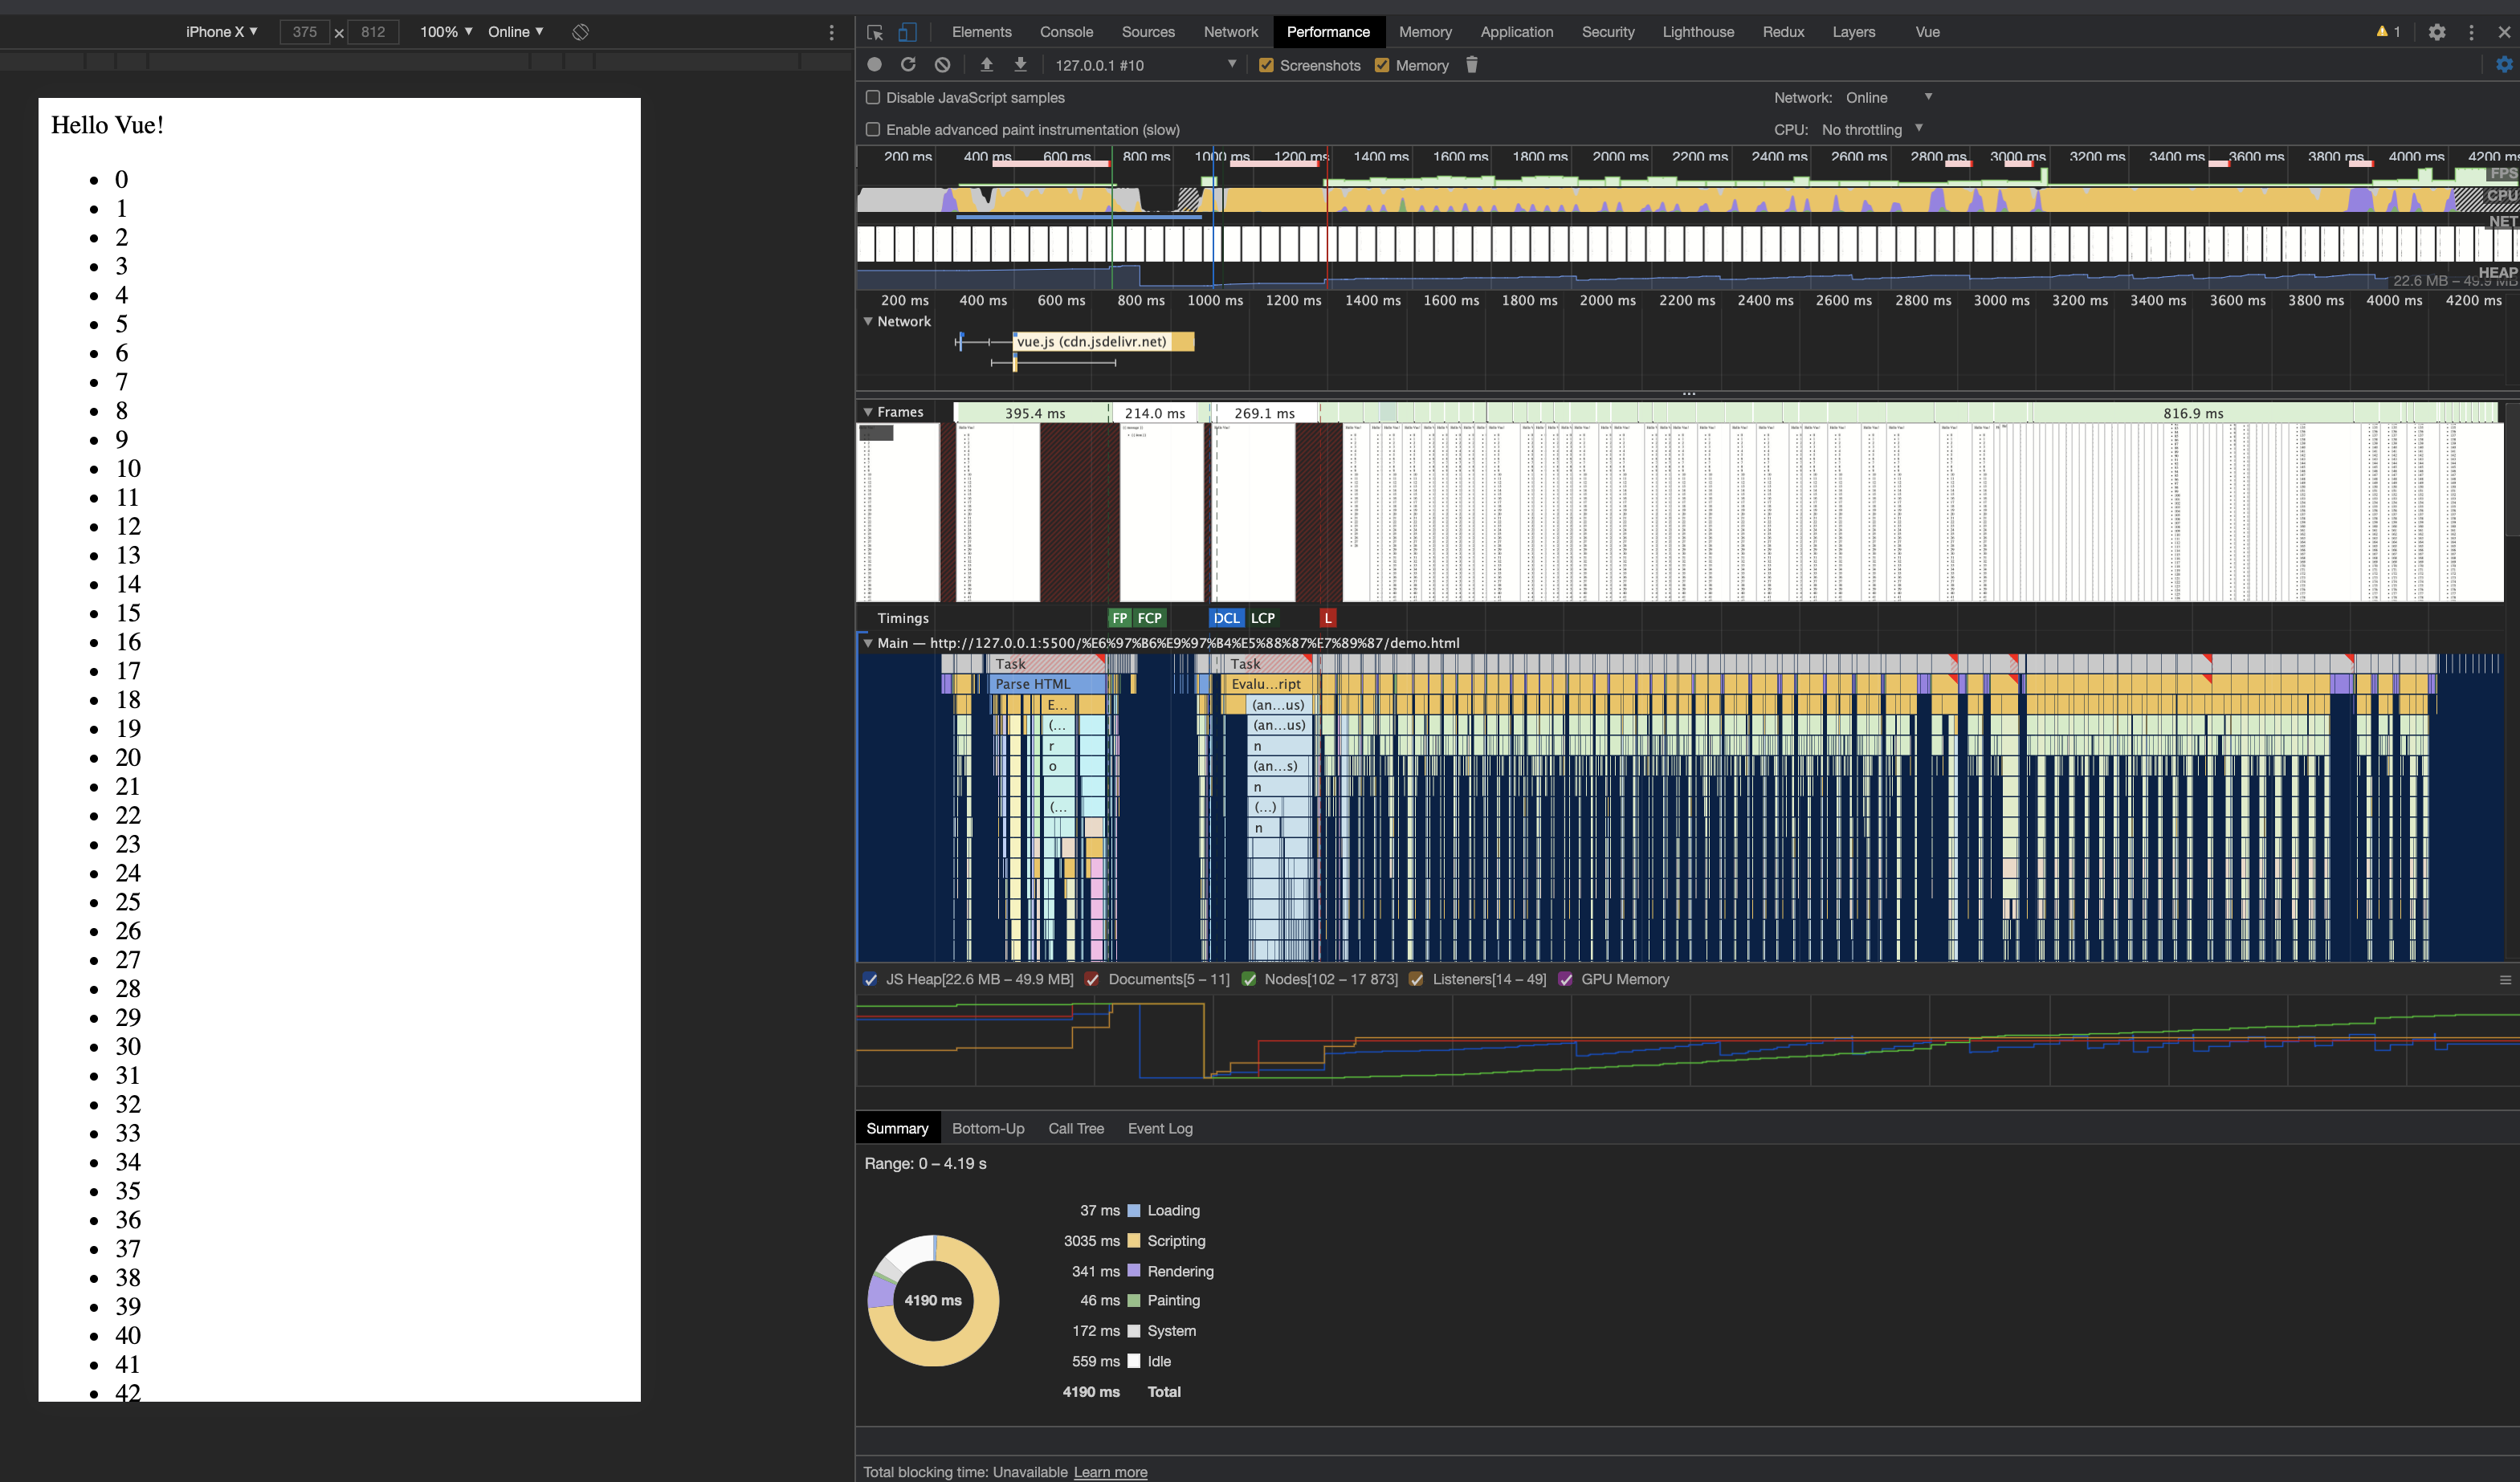 iPhone X ▼ 375 × 812 100% ▼ Online ▼
Hello Vue!
• 0
• 1
• 2
• 3
• 4
• 5
• 6
• 7
• 8
• 9
• 10
• 11
• 12
• 13
• 14
• 15
• 16
• 17
• 18
• 19
• 20
• 21
• 22
• 23
• 24
• 25
• 26
• 27
• 28
• 29
• 30
• 31
• 32
• 33
• 34
• 35
• 36
• 37
• 38
• 39
• 40
• 41
• 42
Elements Console Sources Network Performance Memory Application Security Lighthouse Redux Layers Vue 1
127.0.0.1 #10 Screenshots Memory
Disable JavaScript samples Network: Online
Enable advanced paint instrumentation (slow) CPU: No throttling
200 ms 400 ms 600 ms 800 ms 1000 ms 1200 ms 1400 ms 1600 ms 1800 ms 2000 ms 2200 ms 2400 ms 2600 ms 2800 ms 3000 ms 3200 ms 3400 ms 3600 ms 3800 ms 4000 ms 4200 ms
FPS
CPU
NET
HEAP
22.6 MB – 49.9 MB
200 ms 400 ms 600 ms 800 ms 1000 ms 1200 ms 1400 ms 1600 ms 1800 ms 2000 ms 2200 ms 2400 ms 2600 ms 2800 ms 3000 ms 3200 ms 3400 ms 3600 ms 3800 ms 4000 ms 4200 ms
Network
vue.js (cdn.jsdelivr.net)
Frames 395.4 ms 214.0 ms 269.1 ms 816.9 ms
Timings FP FCP DCL LCP L
Main — http://127.0.0.1:5500/%E6%97%B6%E9%97%B4%E5%88%87%E7%89%87/demo.html
Task Task
Parse HTML Evalu...ript
E... (an...us)
(... (an...us)
r n
o (an...s)
n
(... (...)
n
JS Heap[22.6 MB – 49.9 MB] Documents[5 – 11] Nodes[102 – 17 873] Listeners[14 – 49] GPU Memory
Summary Bottom-Up Call Tree Event Log
Range: 0 – 4.19 s
37 ms Loading
3035 ms Scripting
341 ms Rendering
4190 ms
46 ms Painting
172 ms System
559 ms Idle
4190 ms Total
Total blocking time: Unavailable Learn more